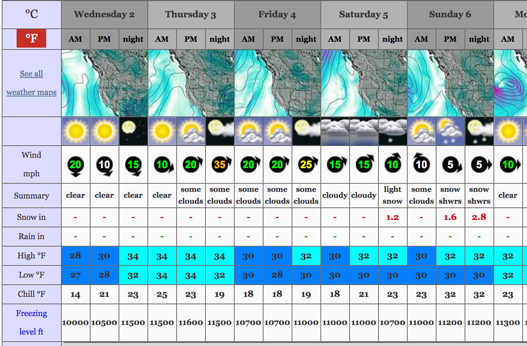 °C Wednesday 2 Thursday 3 Friday 4 Saturday 5 Sunday 6
°F AM PM night AM PM night AM PM night AM PM night AM PM night AM
See all
weather maps
Wind
mph 20 10 15 10 20 35 20 20 25 15 15 10 10 5 5 10
Summary clear clear clear clear some clouds some clouds some clouds some clouds some clouds cloudy cloudy light snow some clouds snow shwrs snow shwrs clear
Snow in - - - - - - - - - - - 1.2 - 1.6 2.8 -
Rain in - - - - - - - - - - - - - - - -
High °F 28 30 34 34 34 34 30 30 32 30 32 32 30 32 32 32
Low °F 27 28 32 34 34 32 30 28 30 30 30 30 30 30 30 32
Chill °F 14 21 23 25 23 19 18 18 19 18 21 23 23 32 32 23
Freezing
level ft 10000 10500 11500 11500 11600 11500 10700 10700 11000 11000 11000 10700 11000 11200 11200 11300